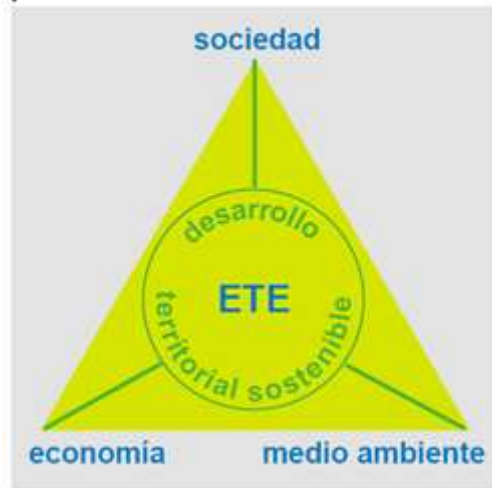 sociedad
desarrollo
ETE
territorial sostenible
economía
medio ambiente